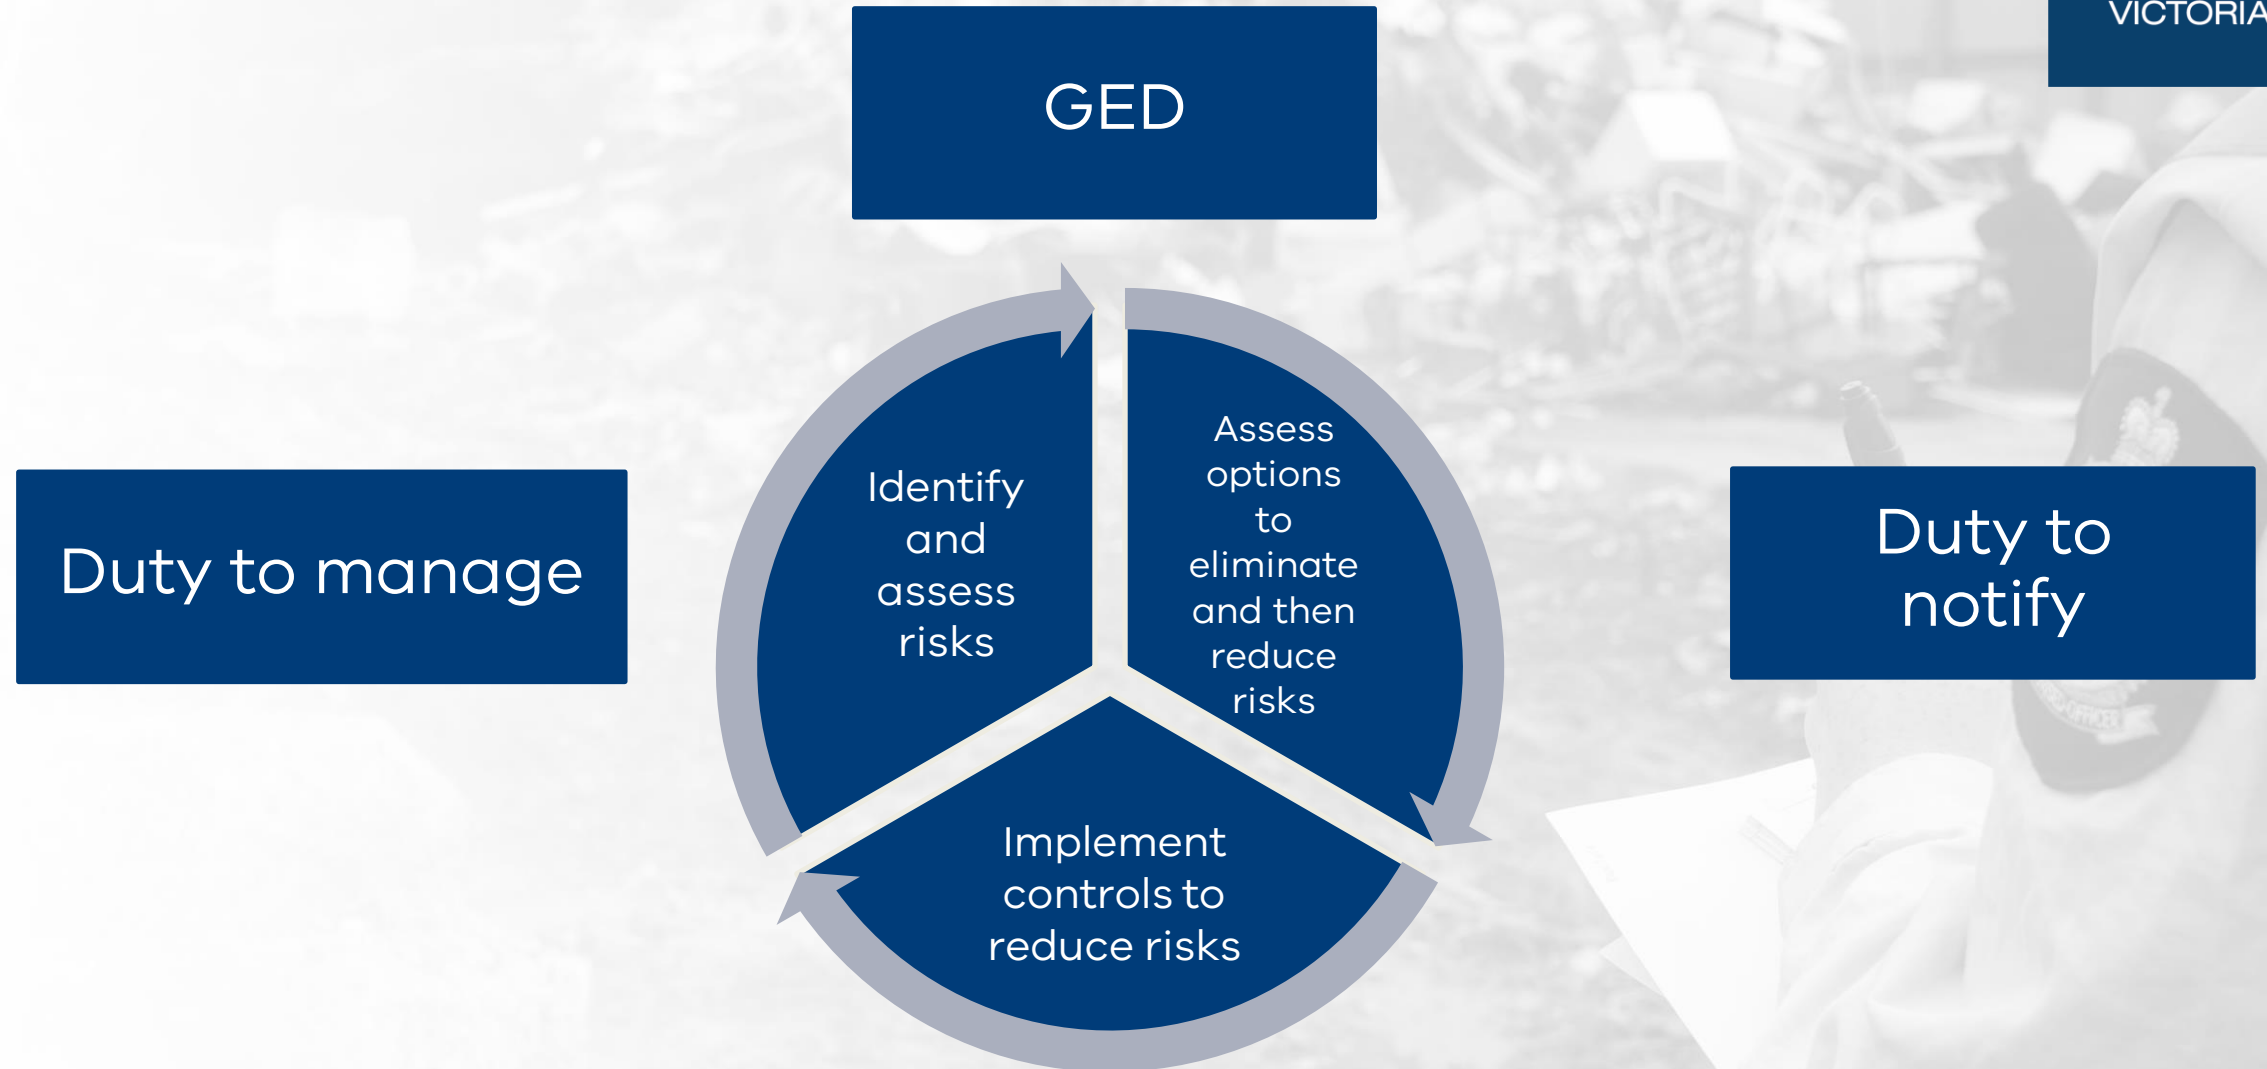 VICTORIA
GED
Identify
and
assess
risks
Assess
options
to
eliminate
and then
reduce
risks
Implement
controls to
reduce risks
Duty to manage
Duty to
notify
OFFICER